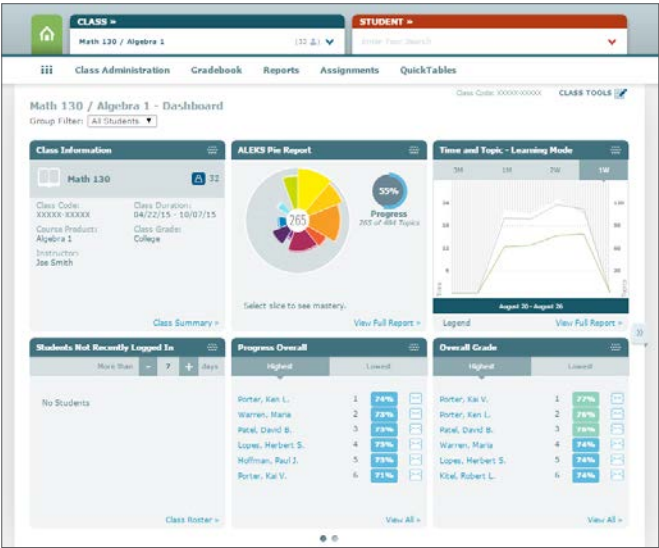 CLASS »
STUDENT »
Math 130 / Algebra 1
Class Administration Gradebook Reports Assignments QuickTables
Class Code: XXXXX-XXXXX CLASS TOOLS
Math 130 / Algebra 1 - Dashboard
Group Filter: All Students ▼
Class Information
Math 130 32
Class Code:
XXXXX-XXXXX
Class Duration:
04/22/15 - 10/07/15
Course Product:
Algebra 1
Class Grade:
College
Instructor:
Joe Smith
Class Summary »
ALEKS Pie Report
265
55%
Progress
265 of 484 Topics
Select slice to see mastery.
View Full Report »
Time and Topic - Learning Mode
1W
Time
Topics
August 20 - August 26
Legend View Full Report »
Students Not Recently Logged In
More than - 7 + days
No Students
Class Roster »
Progress Overall
Highest Lowest
Porter, Ken L. 1 74%
Warren, Maria 2 73%
Patel, David B. 3 73%
Lopes, Herbert S. 4 73%
Hoffman, Paul J. 5 73%
Porter, Kai V. 6 71%
View All »
Overall Grade
Highest Lowest
Porter, Kai V. 1 77%
Porter, Ken L. 2 76%
Patel, David B. 3 76%
Warren, Maria 4 74%
Lopes, Herbert S. 5 74%
Kitel, Robert L. 6 74%
View All »